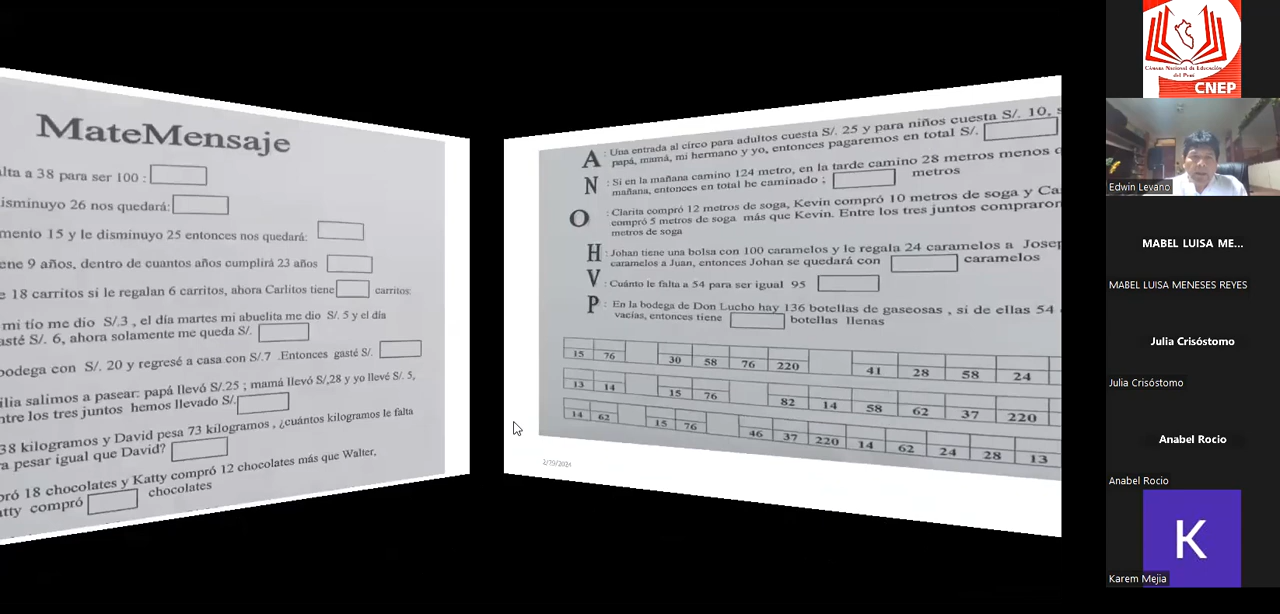 MateMensaje
lta a 38 para ser 100 :
isminuyo 26 nos quedará:
mento 15 y le disminuyo 25 entonces nos quedará:
ene 9 años, dentro de cuantos años cumplirá 23 años
e 18 carritos si le regalan 6 carritos, ahora Carlitos tiene carritos:
mi tío me dio S/.3 , el día martes mi abuelita me dio S/. 5 y el día
asté S/. 6, ahora solamente me queda S/.
bodega con S/. 20 y regresé a casa con S/.7 .Entonces gasté S/.
ilia salimos a pasear: papá llevó S/.25 ; mamá llevó S/,28 y yo llevé S/. 5,
ntre los tres juntos hemos llevado S/.
38 kilogramos y David pesa 73 kilogramos , ¿cuántos kilogramos le falta
a pesar igual que David?
pró 18 chocolates y Katty compró 12 chocolates más que Walter,
atty compró chocolates
A : Una entrada al circo para adultos cuesta S/. 25 y para niños cuesta S/. 10, s
papá, mamá, mi hermano y yo, entonces pagaremos en total S/.
N : Si en la mañana camino 124 metro, en la tarde camino 28 metros menos
mañana, entonces en total he caminado : metros
O : Clarita compró 12 metros de soga, Kevin compró 10 metros de soga y Ca
compró 5 metros de soga más que Kevin. Entre los tres juntos compraron
metros de soga
H : Johan tiene una bolsa con 100 caramelos y le regala 24 caramelos a Josep
caramelos a Juan, entonces Johan se quedará con caramelos
V : Cuánto le falta a 54 para ser igual 95
P : En la bodega de Don Lucho hay 136 botellas de gaseosas , si de ellas 54
vacías, entonces tiene botellas llenas
15 76 30 58 76 220 41 28 58 24
13 14 15 76 82 14 58 62 37 220
14 62 15 76 46 37 220 14 62 24 28 13
2/19/2024
Cámara Nacional de Educación
del Perú
CNEP
Edwin Levano
MABEL LUISA ME...
MABEL LUISA MENESES REYES
Julia Crisóstomo
Julia Crisóstomo
Anabel Rocio
Anabel Rocio
K
Karem Mejia